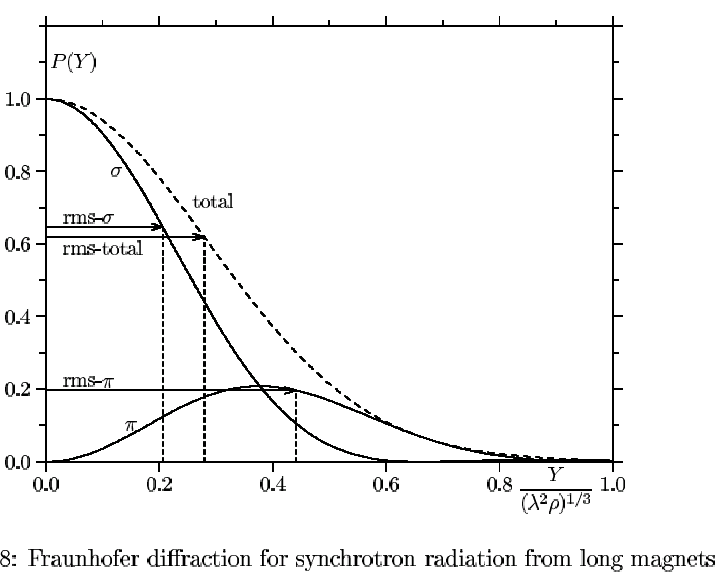 P(Y)
1.0
0.8
σ
total
rms-σ
0.6
rms-total
0.4
rms-π
0.2
π
0.0
0.0 0.2 0.4 0.6 0.8 Y/(λ²ρ)^{1/3} 1.0
8: Fraunhofer diffraction for synchrotron radiation from long magnets